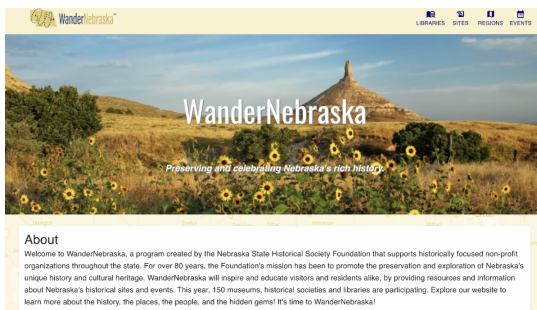 WanderNebraska™
LIBRARIES SITES REGIONS EVENTS
WanderNebraska
Preserving and celebrating Nebraska's rich history.
About
Welcome to WanderNebraska, a program created by the Nebraska State Historical Society Foundation that supports historically focused non-profit
organizations throughout the state. For over 80 years, the Foundation's mission has been to promote the preservation and exploration of Nebraska's
unique history and cultural heritage. WanderNebraska will inspire and educate visitors and residents alike, by providing resources and information
about Nebraska's historical sites and events. This year, 150 museums, historical societies and libraries are participating. Explore our website to
learn more about the history, the places, the people, and the hidden gems! It's time to WanderNebraska!